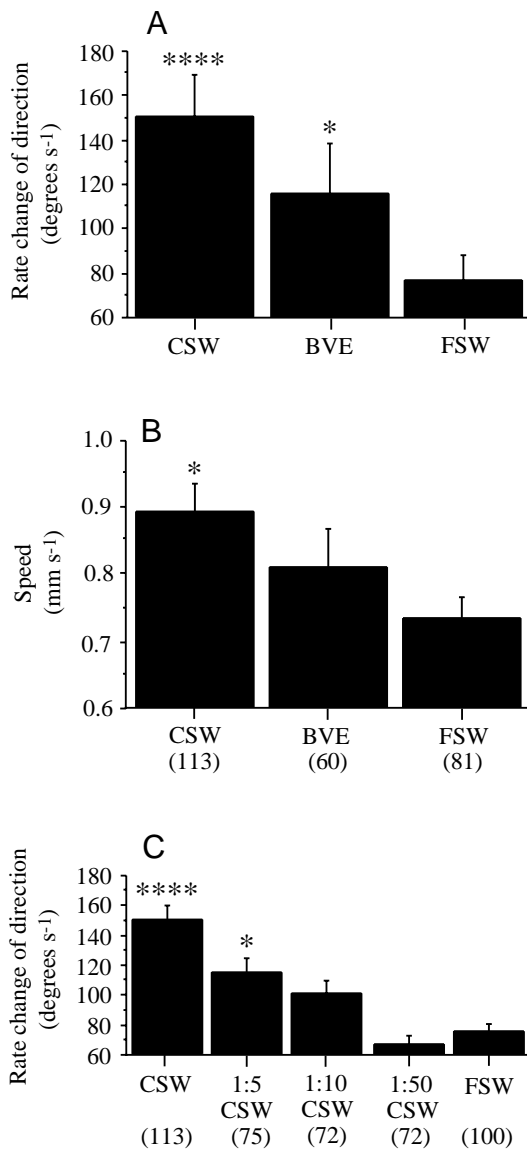 A
Rate change of direction
(degrees s-1)
180
160
140
120
100
80
60
****
*
CSW BVE FSW
B
Speed
(mm s-1)
1.0
0.9
0.8
0.7
0.6
*
CSW BVE FSW
(113) (60) (81)
C
Rate change of direction
(degrees s-1)
180
160
140
120
100
80
60
****
*
CSW 1:5 1:10 1:50 FSW
CSW CSW CSW
(113) (75) (72) (72) (100)